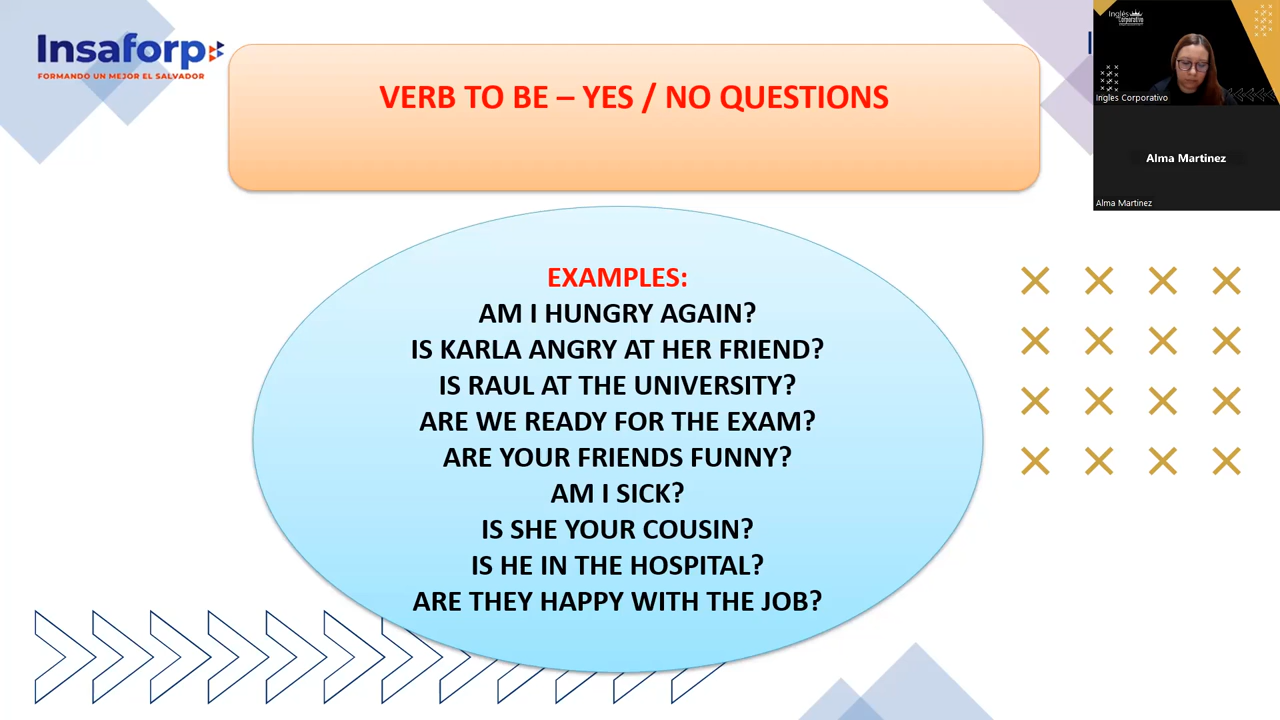 Insaforp
FORMANDO UN MEJOR EL SALVADOR
VERB TO BE – YES / NO QUESTIONS
EXAMPLES:
AM I HUNGRY AGAIN?
IS KARLA ANGRY AT HER FRIEND?
IS RAUL AT THE UNIVERSITY?
ARE WE READY FOR THE EXAM?
ARE YOUR FRIENDS FUNNY?
AM I SICK?
IS SHE YOUR COUSIN?
IS HE IN THE HOSPITAL?
ARE THEY HAPPY WITH THE JOB?
Inglés
Corporativo
Ingles Corporativo
Alma Martinez
Alma Martinez